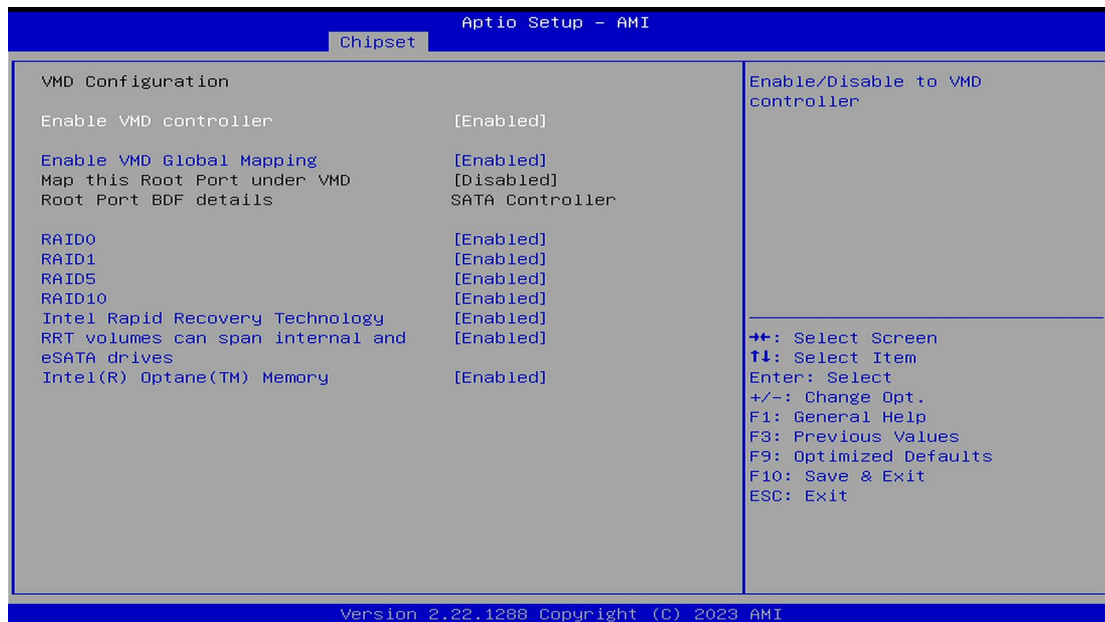 Aptio Setup – AMI
Chipset
VMD Configuration
Enable VMD controller [Enabled]
Enable VMD Global Mapping [Enabled]
Map this Root Port under VMD [Disabled]
Root Port BDF details SATA Controller
RAID0 [Enabled]
RAID1 [Enabled]
RAID5 [Enabled]
RAID10 [Enabled]
Intel Rapid Recovery Technology [Enabled]
RRT volumes can span internal and [Enabled]
eSATA drives
Intel(R) Optane(TM) Memory [Enabled]
Enable/Disable to VMD
controller
→←: Select Screen
↑↓: Select Item
Enter: Select
+/-: Change Opt.
F1: General Help
F3: Previous Values
F9: Optimized Defaults
F10: Save & Exit
ESC: Exit
Version 2.22.1288 Copyright (C) 2023 AMI